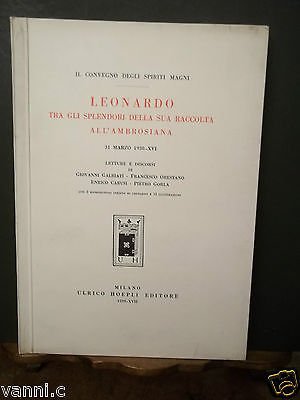 IL CONVEGNO DEGLI SPIRITI MAGNI
LEONARDO
TRA GLI SPLENDORI DELLA SUA RACCOLTA
ALL'AMBROSIANA
31 MARZO 1938-XVI
LETTURE E DISCORSI
DI
GIOVANNI GALBIATI - FRANCESCO ORESTANO
ENRICO CARUSI - PIETRO GORLA
U H
MILANO
ULRICO HOEPLI EDITORE
vanni.c